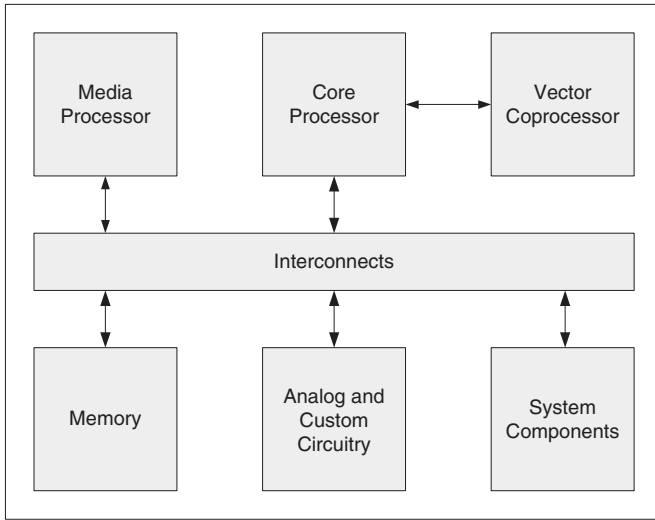 Media
Processor
Core
Processor
Vector
Coprocessor
Interconnects
Memory
Analog and
Custom
Circuitry
System
Components